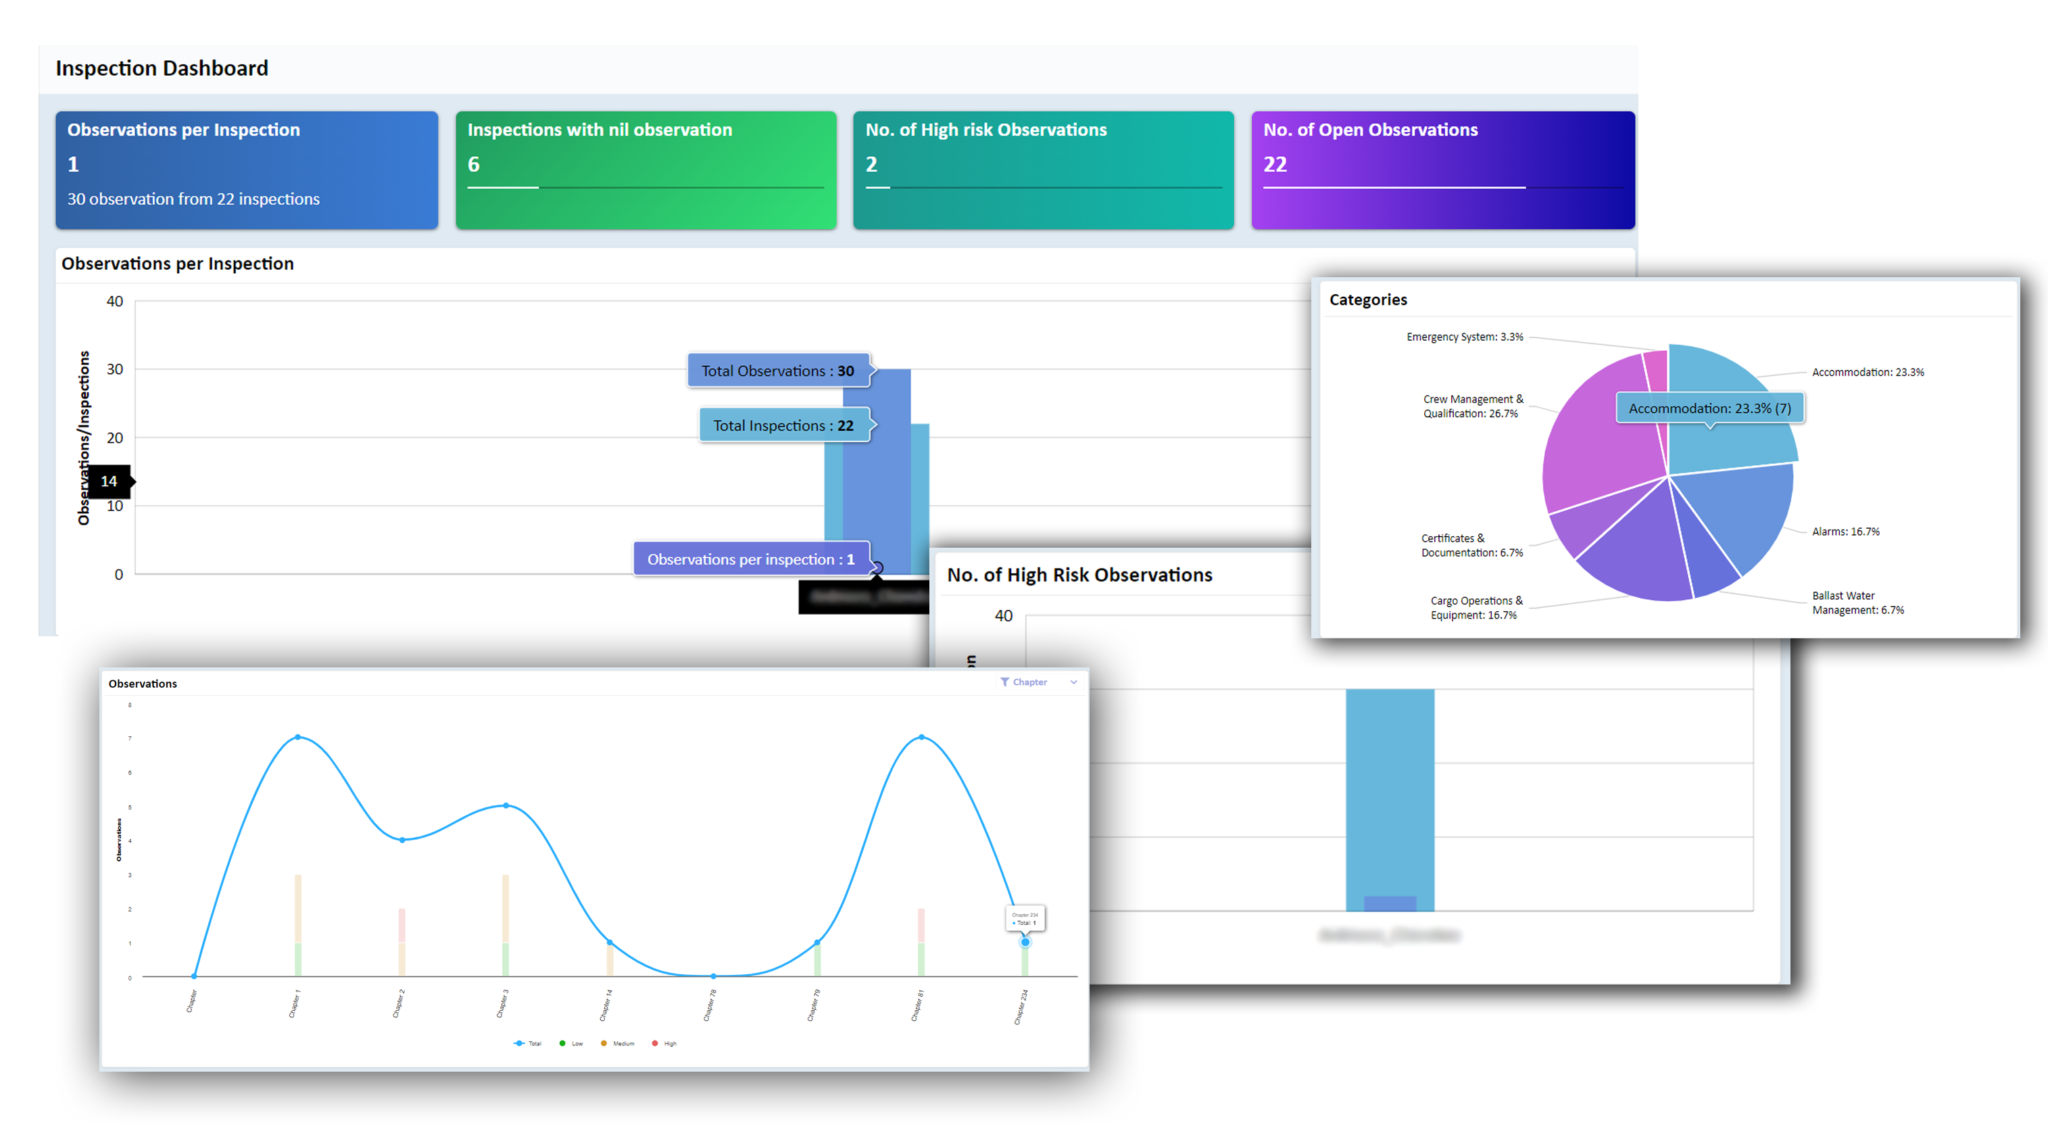 Inspection Dashboard
Observations per Inspection
1
30 observation from 22 inspections
Inspections with nil observation
6
No. of High risk Observations
2
No. of Open Observations
22
Observations per Inspection
Observations/Inspections
40
30
20
10
0
14
Total Observations : 30
Total Inspections : 22
Observations per inspection : 1
Categories
Emergency System: 3.3%
Accommodation: 23.3%
Crew Management &
Qualification: 26.7%
Accommodation: 23.3% (7)
Alarms: 16.7%
Certificates &
Documentation: 6.7%
Ballast Water
Management: 6.7%
Cargo Operations &
Equipment: 16.7%
No. of High Risk Observations
40
on
Observations
Chapter
Observations
8
7
6
5
4
3
2
1
0
Chapter 234
Total: 1
Chapter
Chapter 1
Chapter 2
Chapter 3
Chapter 14
Chapter 78
Chapter 79
Chapter 81
Chapter 234
Total
Low
Medium
High